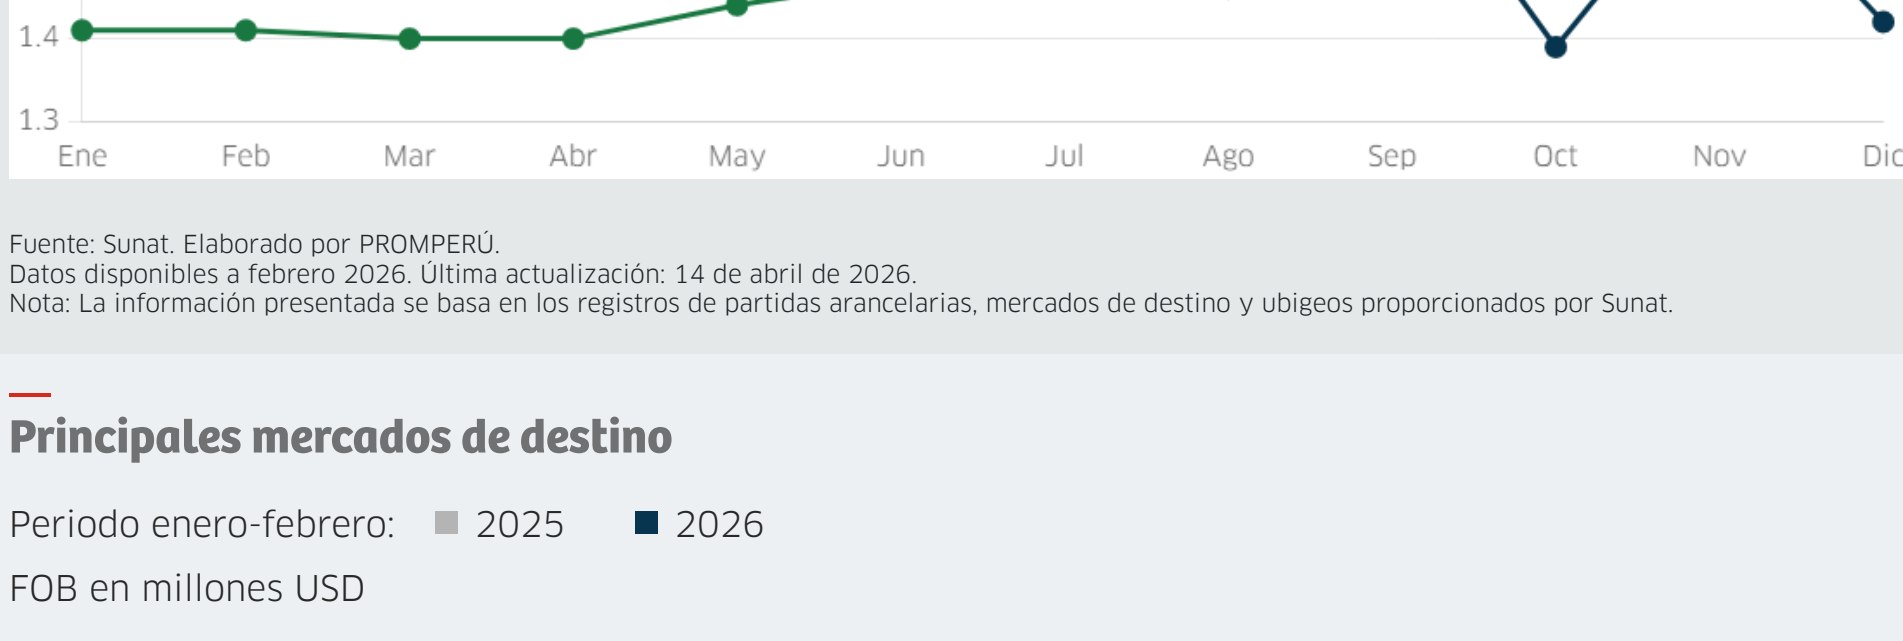 1.4
1.3
Ene Feb Mar Abr May Jun Jul Ago Sep Oct Nov Dic
Fuente: Sunat. Elaborado por PROMPERÚ.
Datos disponibles a febrero 2026. Última actualización: 14 de abril de 2026.
Nota: La información presentada se basa en los registros de partidas arancelarias, mercados de destino y ubigeos proporcionados por Sunat.
Principales mercados de destino
Periodo enero-febrero: 2025 2026
FOB en millones USD